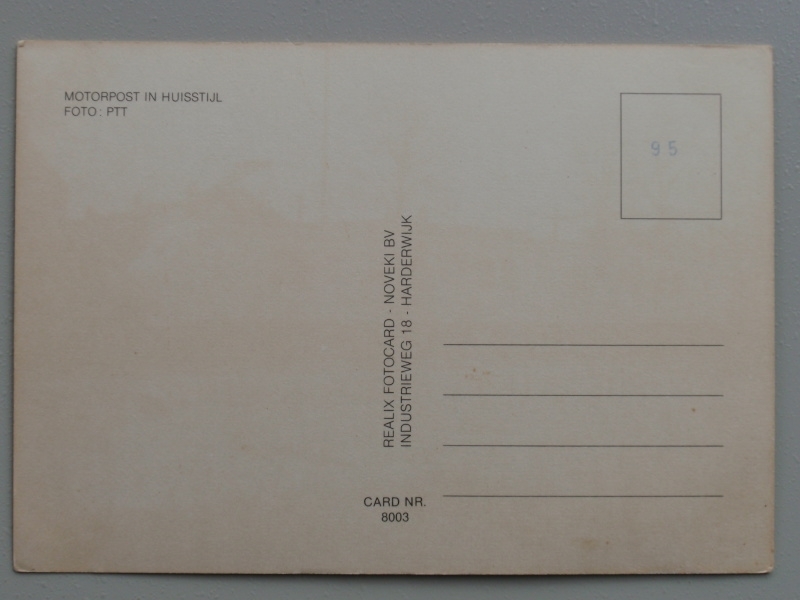 MOTORPOST IN HUISSTIJL
FOTO: PTT
95
REALIX FOTOCARD - NOVEKI BV
INDUSTRIEWEG 18 - HARDERWIJK
CARD NR.
8003